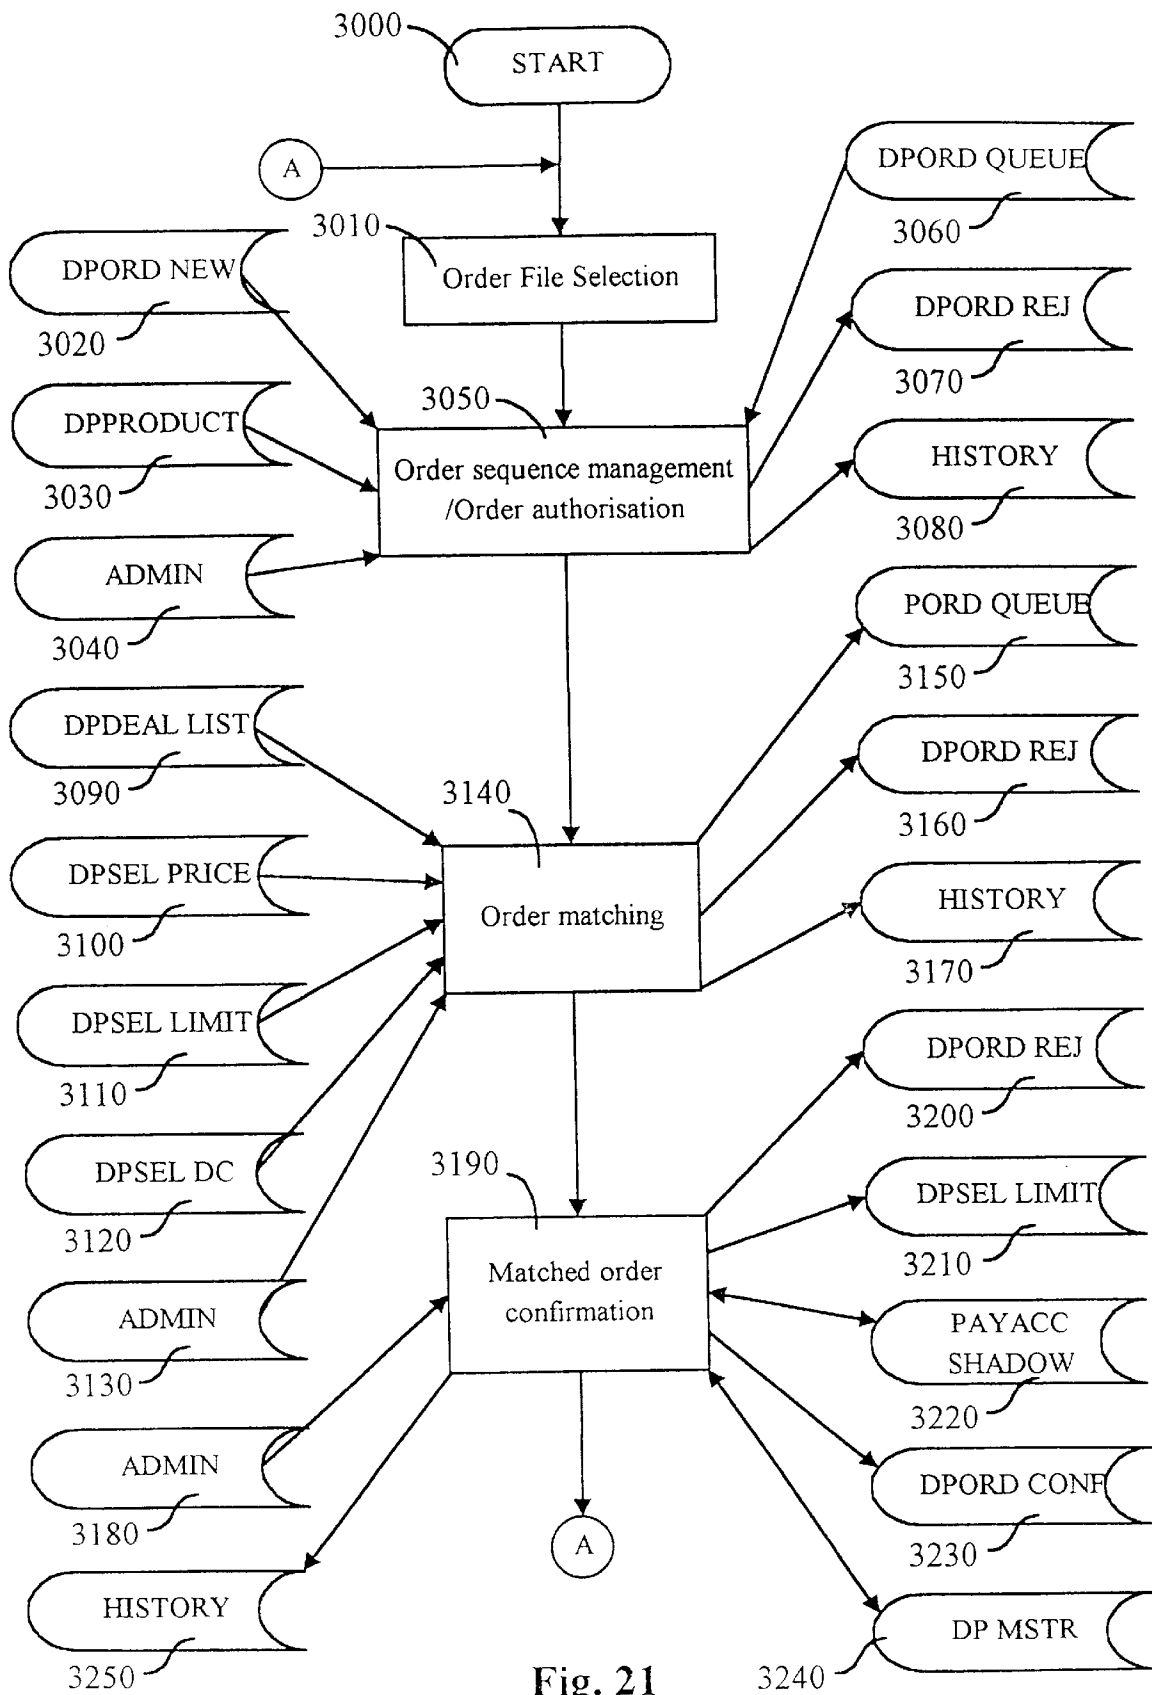 3000
START
A
DPORD QUEUE
3060
3010
Order File Selection
DPORD NEW
3020
DPORD REJ
3070
DPPRODUCT
3030
3050
Order sequence management
/Order authorisation
HISTORY
3080
ADMIN
3040
PORD QUEUE
3150
DPDEAL LIST
3090
DPORD REJ
3160
3140
Order matching
DPSEL PRICE
3100
HISTORY
3170
DPSEL LIMIT
3110
DPORD REJ
3200
DPSEL DC
3120
3190
Matched order
confirmation
DPSEL LIMIT
3210
ADMIN
3130
PAYACC
SHADOW
3220
ADMIN
3180
DPORD CONF
3230
A
HISTORY
3250
DP MSTR
3240
Fig. 21